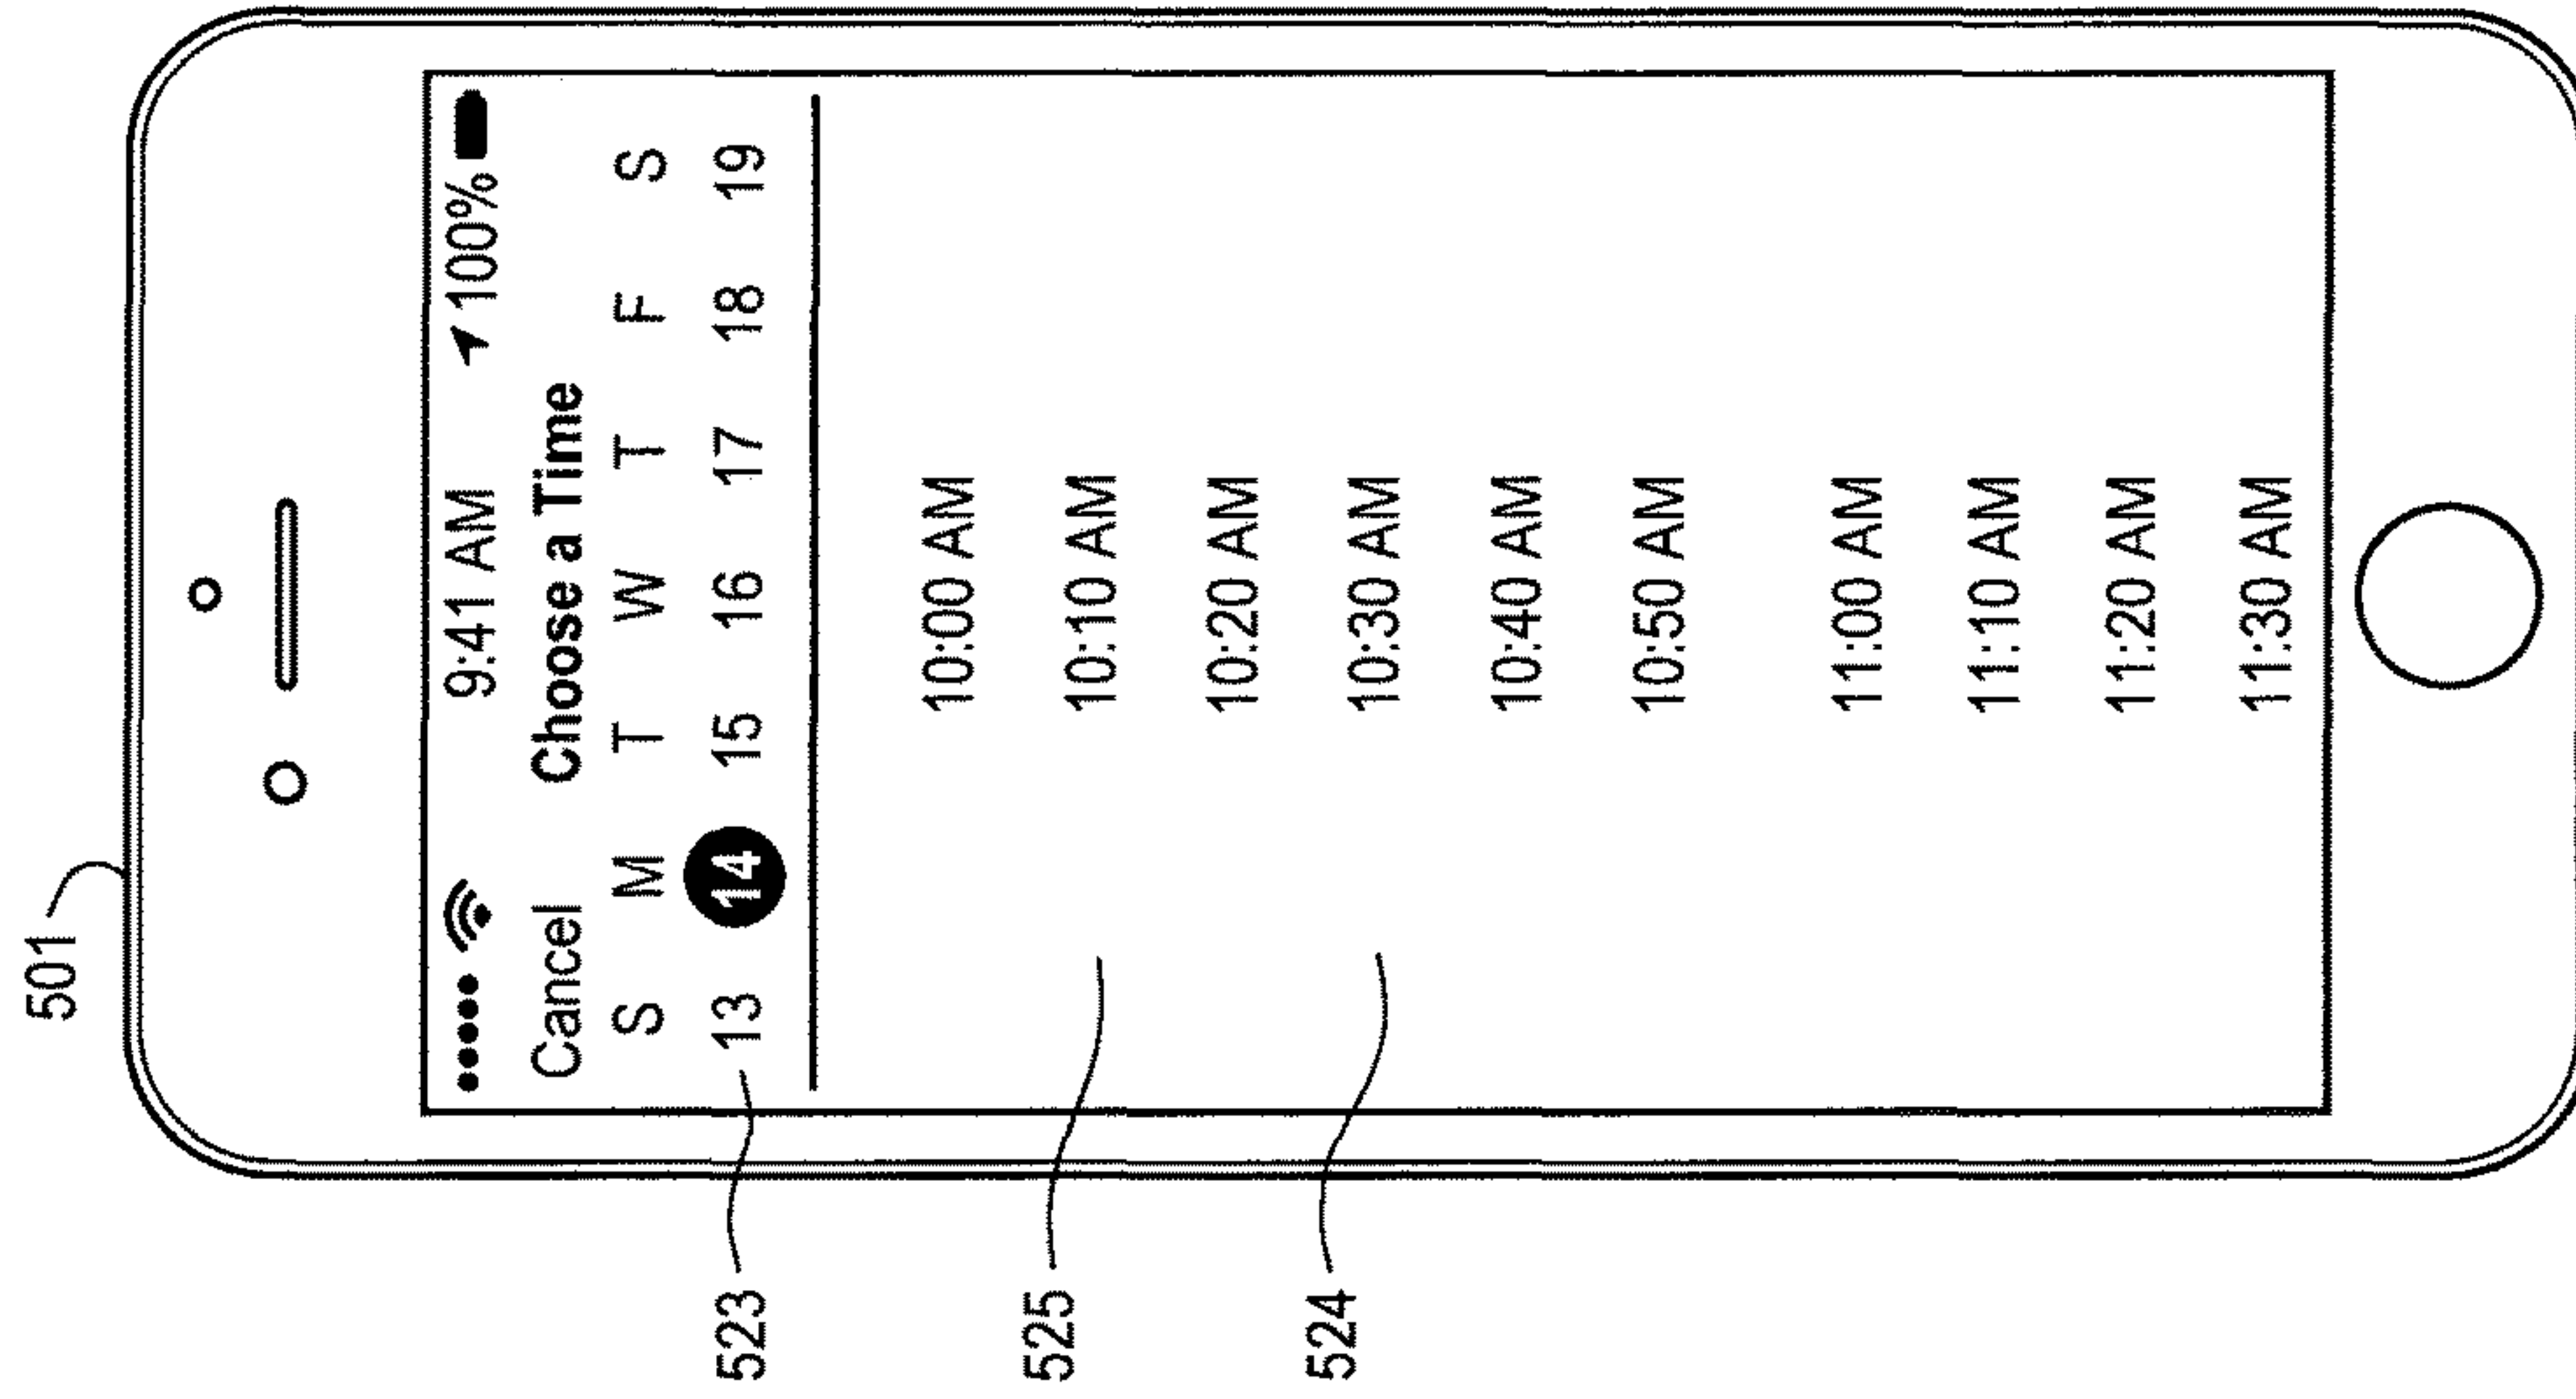 501
9:41 AM 100%
Cancel Choose a Time
S M T W T F S
13 14 15 16 17 18 19
523
10:00 AM
10:10 AM
525
10:20 AM
10:30 AM
524
10:40 AM
10:50 AM
11:00 AM
11:10 AM
11:20 AM
11:30 AM